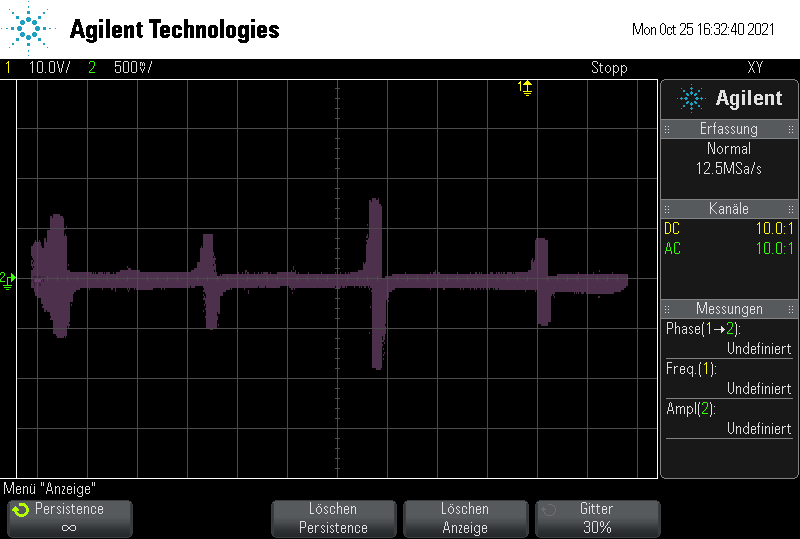 Agilent Technologies
Mon Oct 25 16:32:40 2021
1 10.0V/ 2 500mV/ Stopp XY
1
2
Agilent
Erfassung
Normal
12.5MSa/s
Kanäle
DC 10.0:1
AC 10.0:1
Messungen
Phase(1→2):
Undefiniert
Freq.(1):
Undefiniert
Ampl(2):
Undefiniert
Menü "Anzeige"
Persistence
∞
Löschen
Persistence
Löschen
Anzeige
Gitter
30%